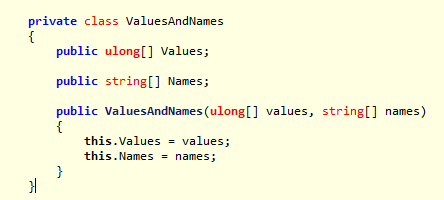 private class ValuesAndNames
{
    public ulong[] Values;

    public string[] Names;

    public ValuesAndNames(ulong[] values, string[] names)
    {
        this.Values = values;
        this.Names = names;
    }
}